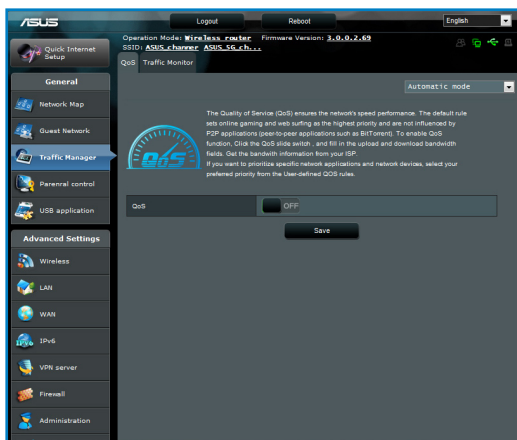 ASUS
Logout
Reboot
English
Quick Internet Setup
Operation Mode: Wireless router Firmware Version: 3.0.0.2.69
SSID: ASUS_channer ASUS_5G_ch...
QoS Traffic Monitor
Automatic mode
General
Network Map
Guest Network
Traffic Manager
Parenral control
USB application
QoS
The Quality of Service (QoS) ensures the network's speed performance. The default rule
sets online gaming and web surfing as the highest priority and are not influenced by
P2P applications (peer-to-peer applications such as BitTorrent). To enable QoS
function, Click the QoS slide switch , and fill in the upload and download bandwidth
fields. Get the bandwith information from your ISP.
If you want to prioritize specific network applications and network devices, select your
preferred priority from the User-defined QOS rules.
QoS
OFF
Save
Advanced Settings
Wireless
LAN
WAN
IPv6
VPN server
Firewall
Administration